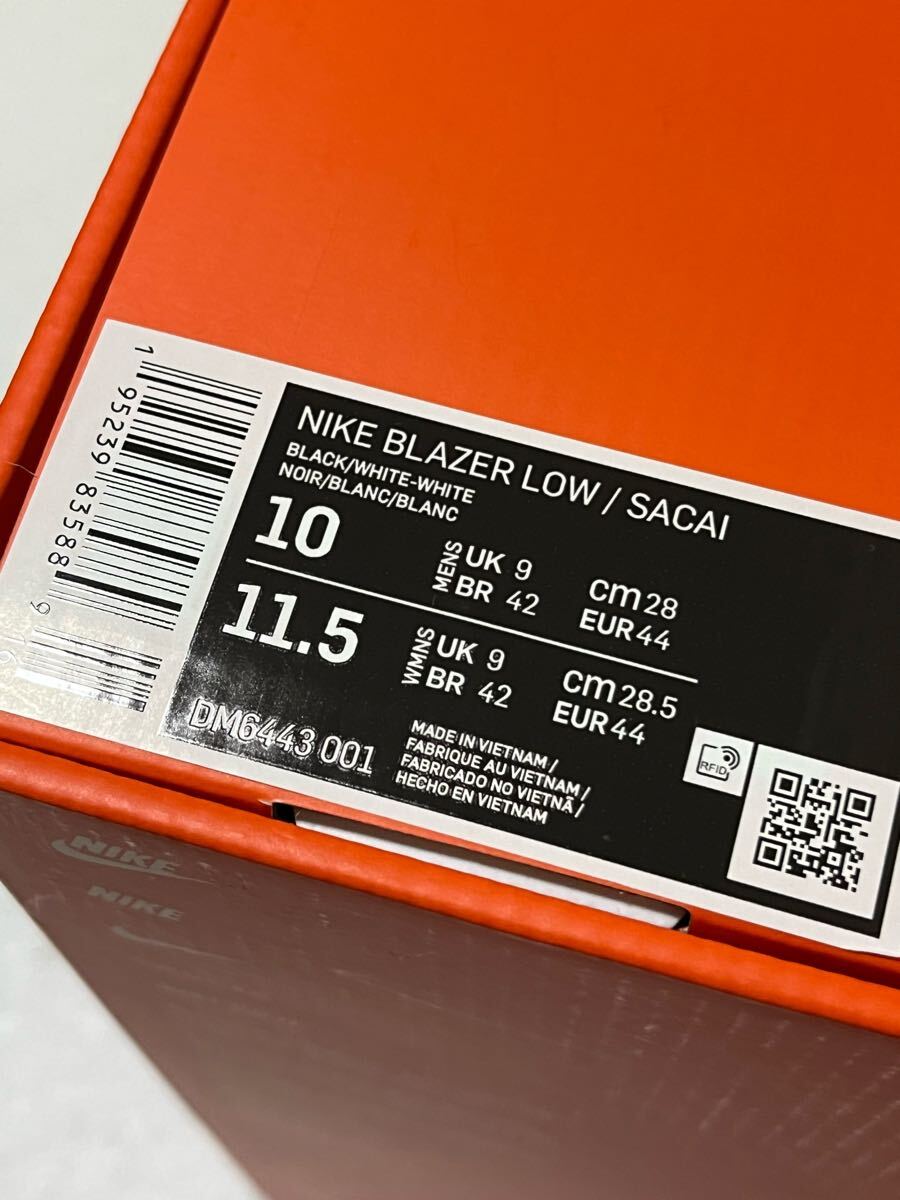 NIKE BLAZER LOW / SACAI
BLACK/WHITE-WHITE
NOIR/BLANC/BLANC
10
MENS
UK 9
BR 42
cm 28
EUR 44
11.5
WMNS
UK 9
BR 42
cm 28.5
EUR 44
DM6443 001
MADE IN VIETNAM /
FABRIQUE AU VIETNAM /
FABRICADO NO VIETNÃ /
HECHO EN VIETNAM
RFID
1 95239 83588 9
NIKE
NIKE